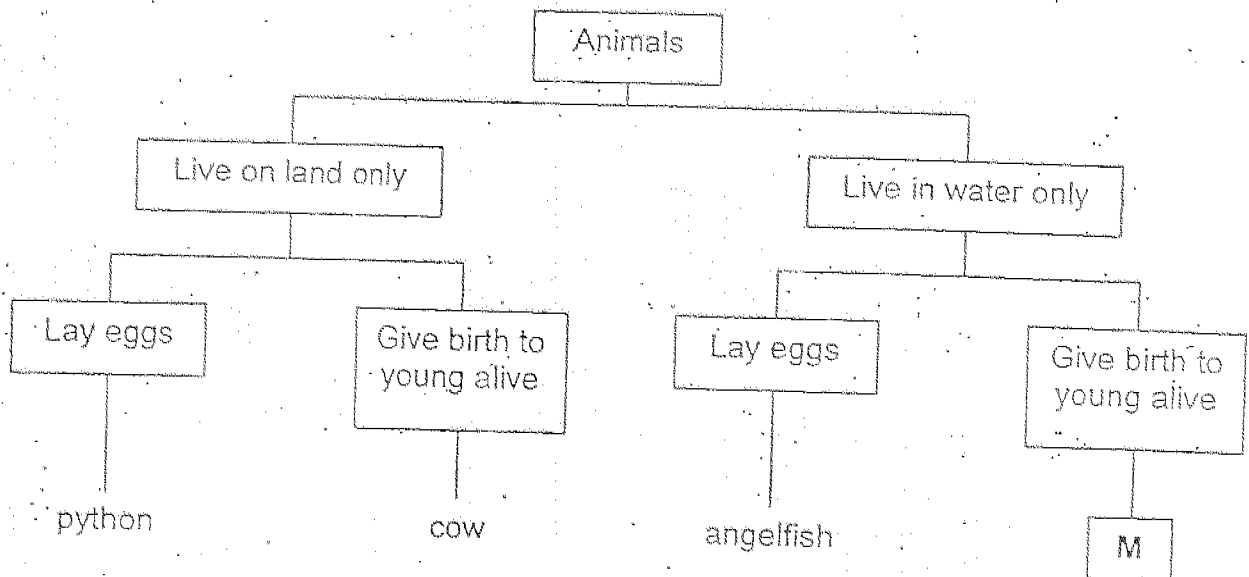 Animals
Live on land only
Live in water only
Lay eggs
Give birth to
young alive
Lay eggs
Give birth to
young alive
python
cow
angelfish
M